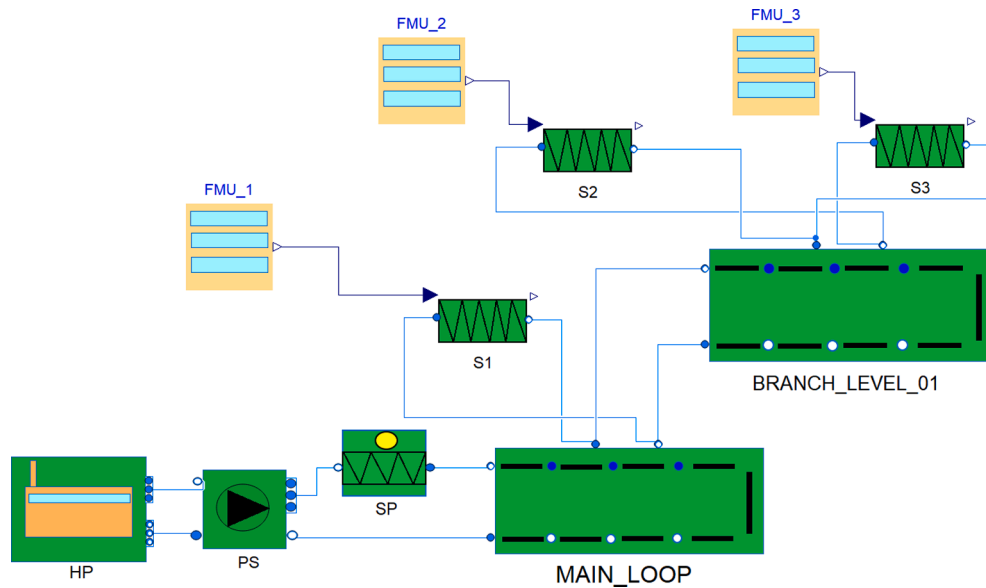 FMU_2
FMU_3
S2
S3
FMU_1
S1
BRANCH_LEVEL_01
SP
HP
PS
MAIN_LOOP